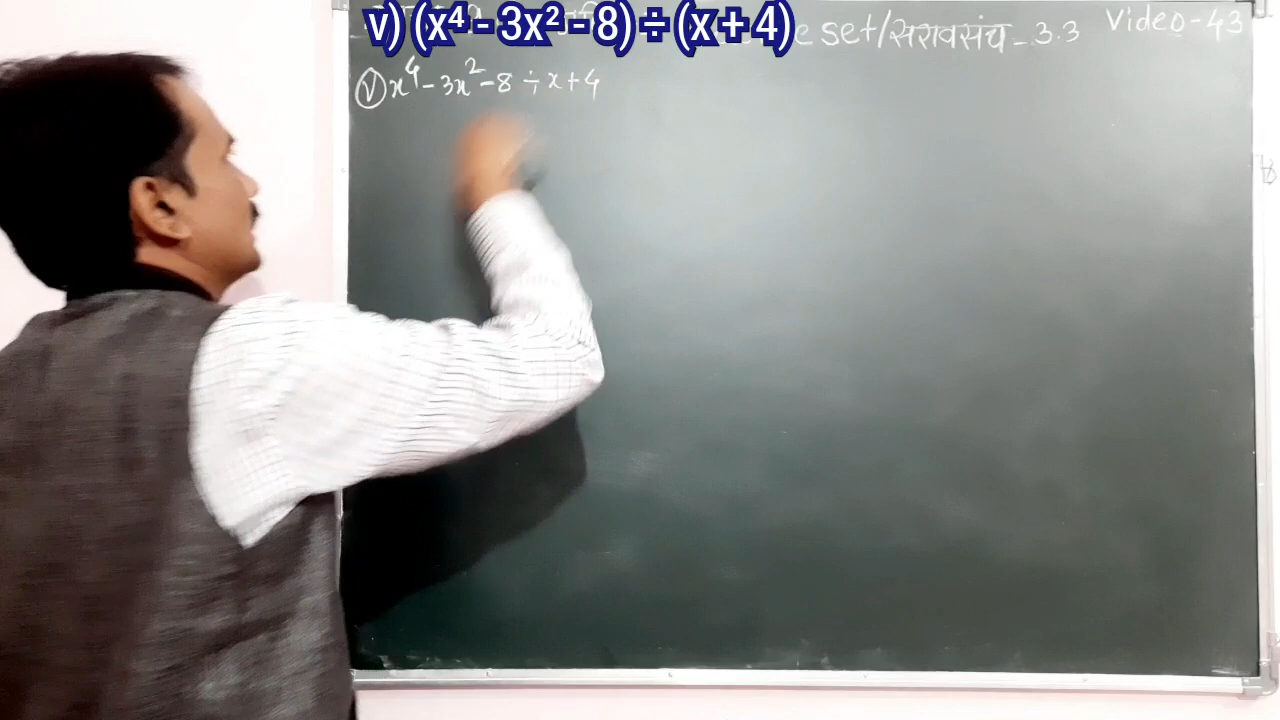 v) (x⁴ - 3x² - 8) ÷ (x + 4)
e set/सरावसंच - 3.3
Video - 43
(v) x⁴ - 3x² - 8 ÷ x + 4